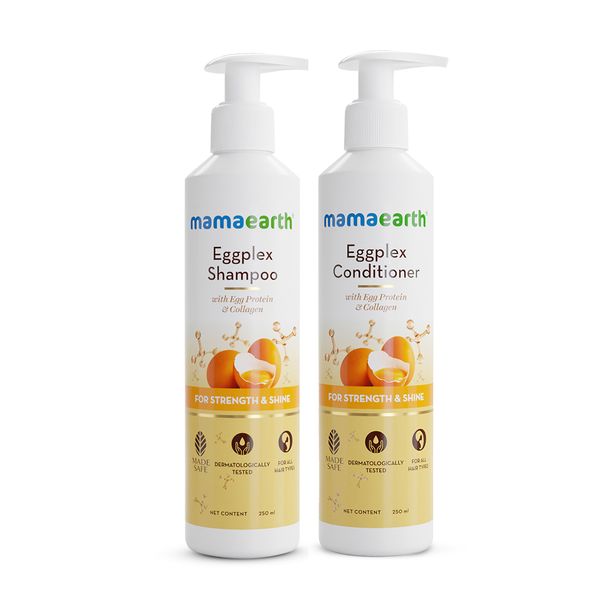 mamaearth
Eggplex
Shampoo
with Egg Protein
& Collagen
FOR STRENGTH & SHINE
MADE
SAFE
DERMATOLOGICALLY
TESTED
FOR ALL
HAIR TYPES
NET CONTENT 250 ml
mamaearth
Eggplex
Conditioner
with Egg Protein
& Collagen
FOR STRENGTH & SHINE
MADE
SAFE
DERMATOLOGICALLY
TESTED
FOR ALL
HAIR TYPES
NET CONTENT 250 ml